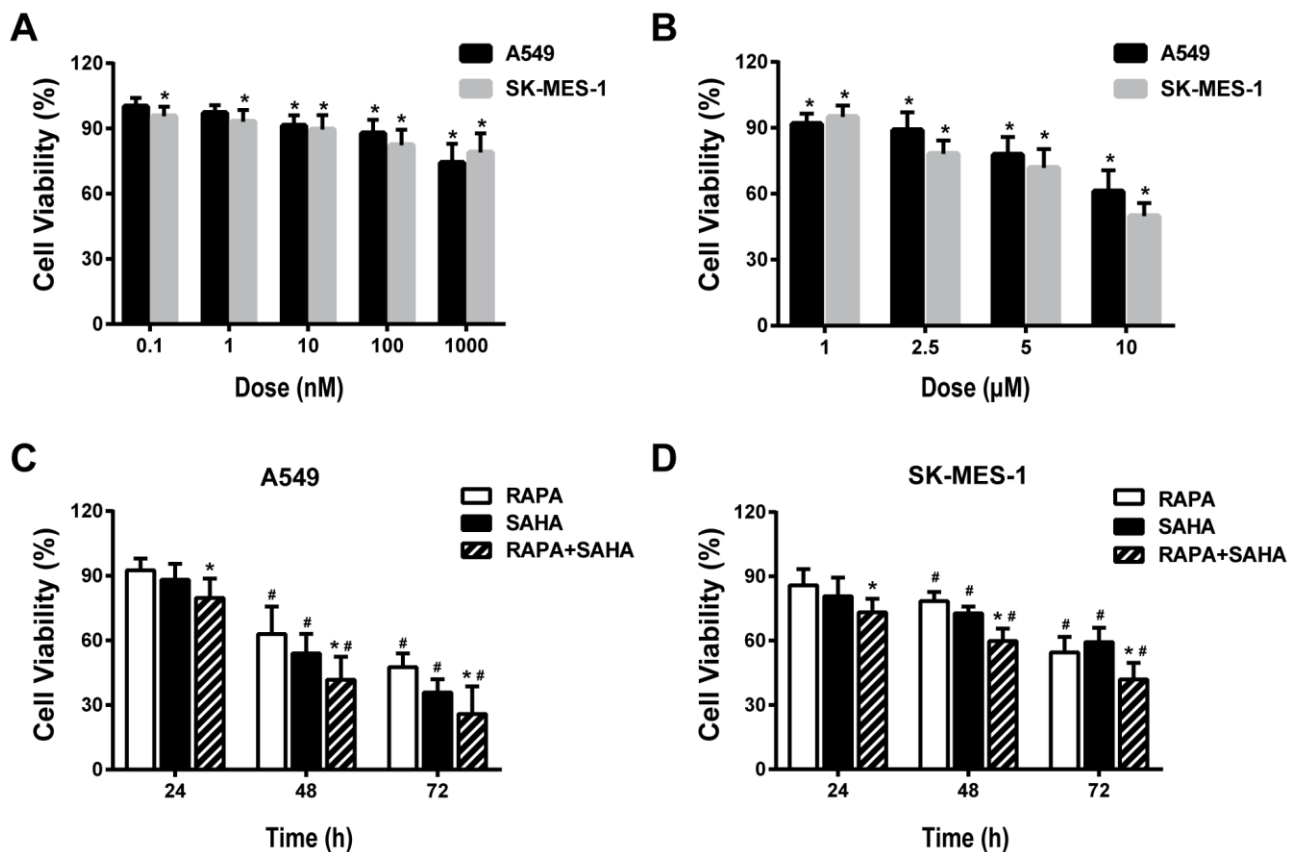 A
B
A549
SK-MES-1
A549
SK-MES-1
Cell Viability (%)
120
90
60
30
0
* * * * * * * *
0.1 1 10 100 1000
Dose (nM)
Cell Viability (%)
120
90
60
30
0
* * * * * * * *
1 2.5 5 10
Dose (µM)
C
A549
RAPA
SAHA
RAPA+SAHA
Cell Viability (%)
120
90
60
30
0
* # # * # # # * #
24 48 72
Time (h)
D
SK-MES-1
RAPA
SAHA
RAPA+SAHA
Cell Viability (%)
120
90
60
30
0
* # # * # # # * #
24 48 72
Time (h)